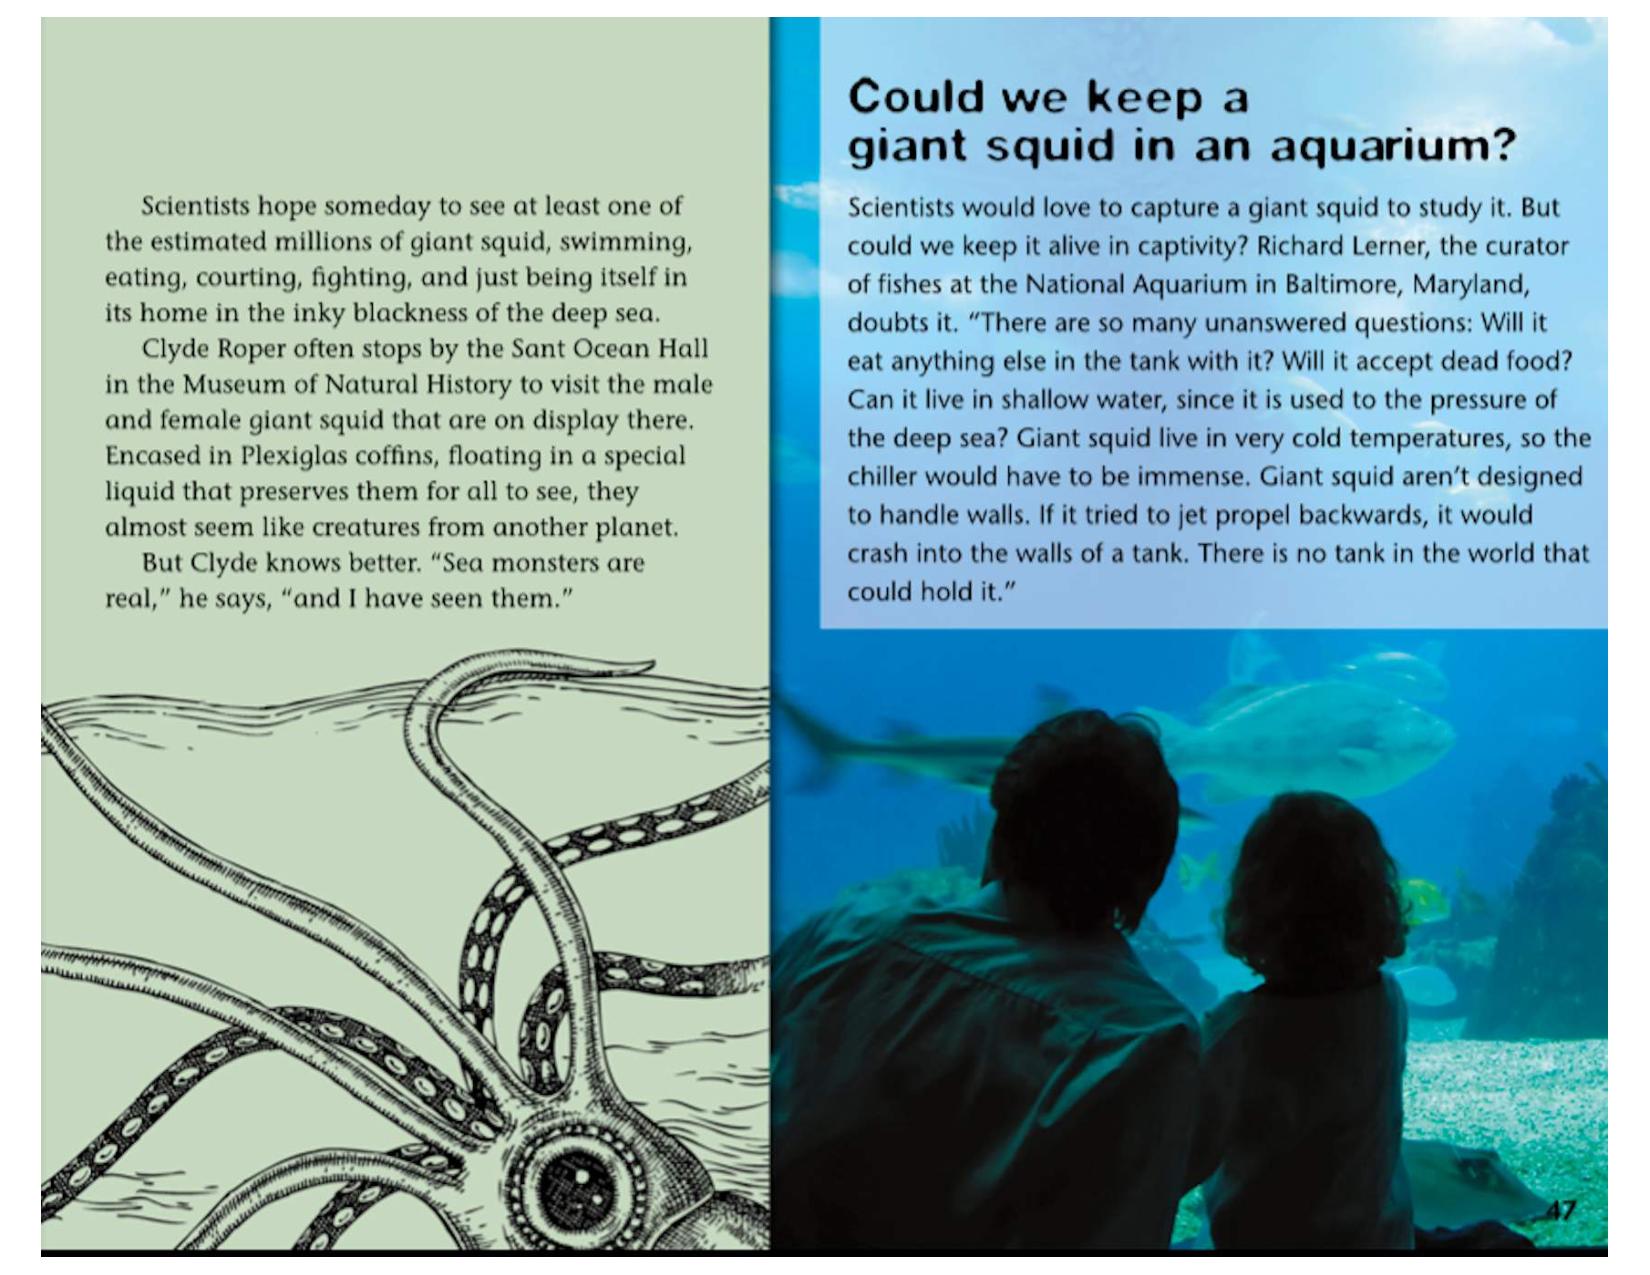 Scientists hope someday to see at least one of
the estimated millions of giant squid, swimming,
eating, courting, fighting, and just being itself in
its home in the inky blackness of the deep sea.
Clyde Roper often stops by the Sant Ocean Hall
in the Museum of Natural History to visit the male
and female giant squid that are on display there.
Encased in Plexiglas coffins, floating in a special
liquid that preserves them for all to see, they
almost seem like creatures from another planet.
But Clyde knows better. “Sea monsters are
real,” he says, “and I have seen them.”
Could we keep a
giant squid in an aquarium?
Scientists would love to capture a giant squid to study it. But
could we keep it alive in captivity? Richard Lerner, the curator
of fishes at the National Aquarium in Baltimore, Maryland,
doubts it. “There are so many unanswered questions: Will it
eat anything else in the tank with it? Will it accept dead food?
Can it live in shallow water, since it is used to the pressure of
the deep sea? Giant squid live in very cold temperatures, so the
chiller would have to be immense. Giant squid aren’t designed
to handle walls. If it tried to jet propel backwards, it would
crash into the walls of a tank. There is no tank in the world that
could hold it.”
47